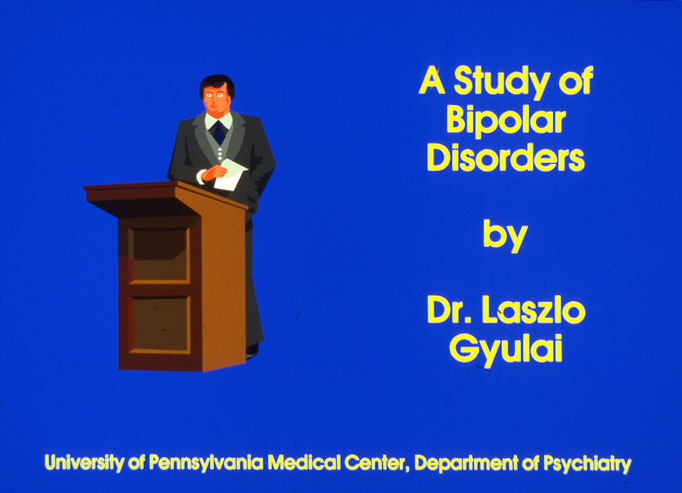 A Study of
Bipolar
Disorders
by
Dr. Laszlo
Gyulai
University of Pennsylvania Medical Center, Department of Psychiatry